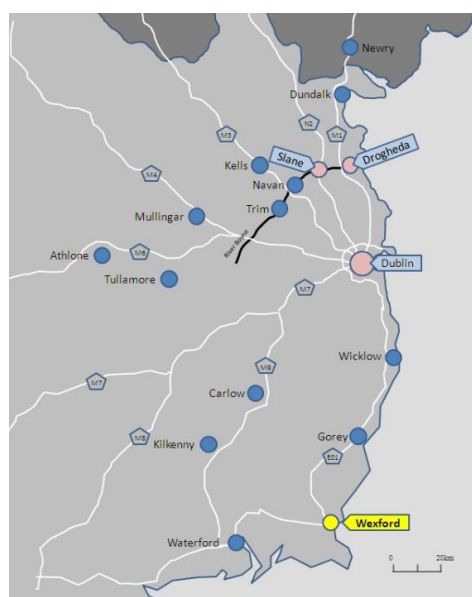 Newry
Dundalk
N2
M1
M3
Slane
Drogheda
Kells
Navan
M4
Trim
Mullingar
River Boyne
Athlone
M6
Tullamore
Dublin
M7
Wicklow
M9
M7
Carlow
M8
Kilkenny
Gorey
E01
Wexford
Waterford
0 20km